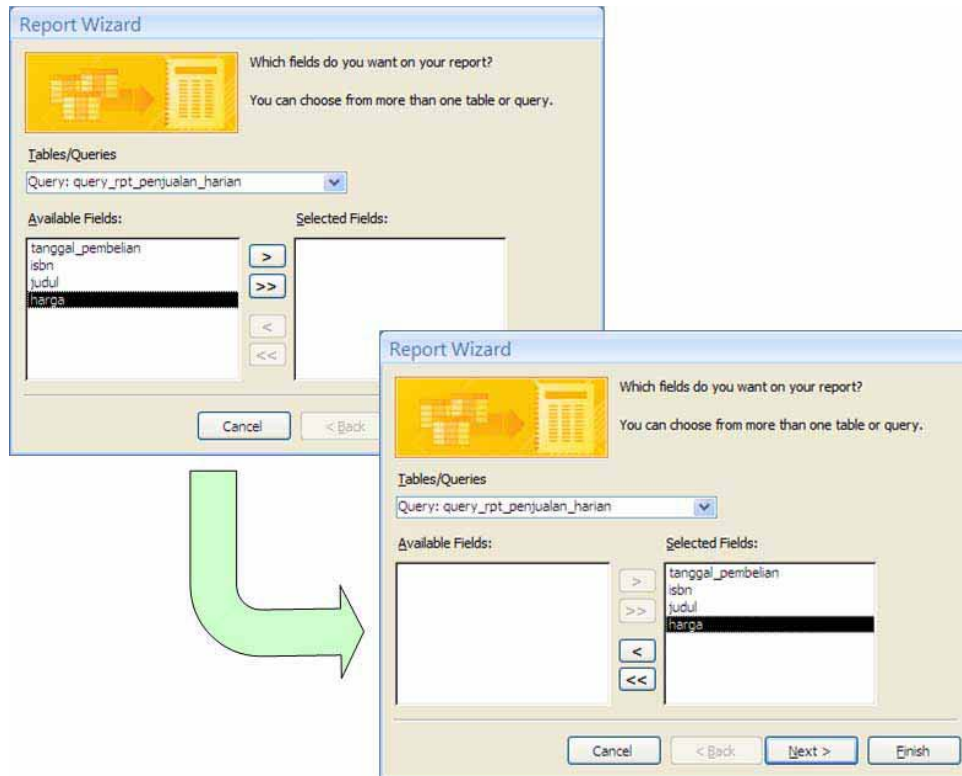 Report Wizard
Which fields do you want on your report?
You can choose from more than one table or query.
Tables/Queries
Query: query_rpt_penjualan_harian
Available Fields:
Selected Fields:
tanggal_pembelian
isbn
judul
harga
>
>>
<
<<
Cancel
< Back
Report Wizard
Which fields do you want on your report?
You can choose from more than one table or query.
Tables/Queries
Query: query_rpt_penjualan_harian
Available Fields:
Selected Fields:
>
>>
<
<<
tanggal_pembelian
isbn
judul
harga
Cancel
< Back
Next >
Finish